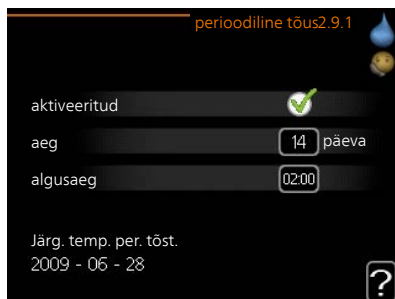 perioodiline tõus2.9.1
aktiveeritud
aeg 14 päeva
algusaeg 02:00
Järg. temp. per. tõst.
2009 - 06 - 28
?